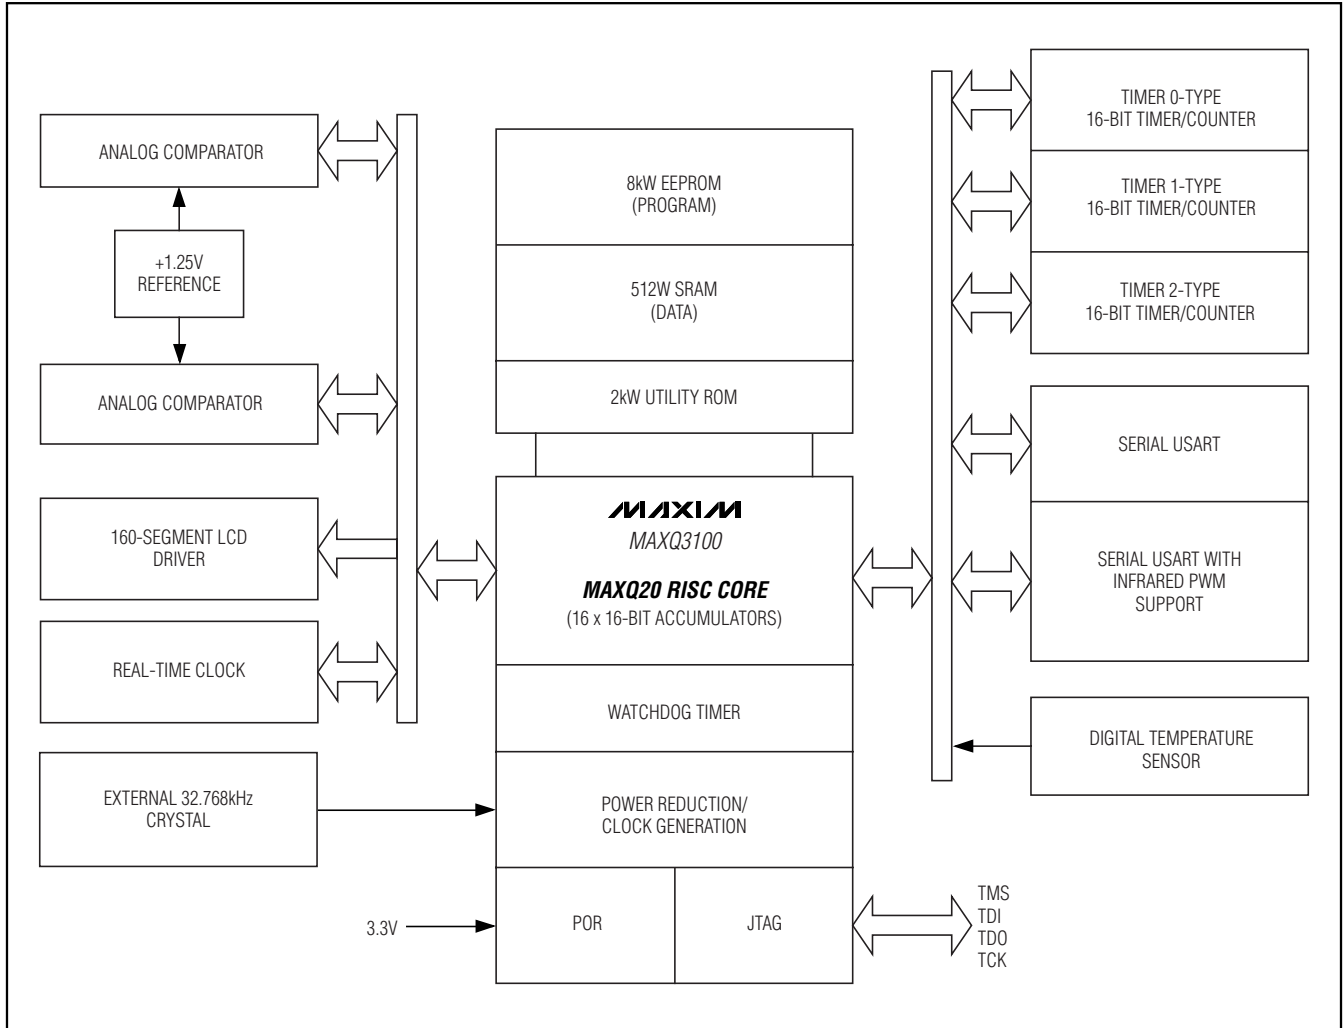 ANALOG COMPARATOR
+1.25V
REFERENCE
ANALOG COMPARATOR
160-SEGMENT LCD
DRIVER
REAL-TIME CLOCK
EXTERNAL 32.768kHz
CRYSTAL
3.3V
8kW EEPROM
(PROGRAM)
512W SRAM
(DATA)
2kW UTILITY ROM
MAXIM
MAXQ3100
MAXQ20 RISC CORE
(16 x 16-BIT ACCUMULATORS)
WATCHDOG TIMER
POWER REDUCTION/
CLOCK GENERATION
POR
JTAG
TMS
TDI
TDO
TCK
TIMER 0-TYPE
16-BIT TIMER/COUNTER
TIMER 1-TYPE
16-BIT TIMER/COUNTER
TIMER 2-TYPE
16-BIT TIMER/COUNTER
SERIAL USART
SERIAL USART WITH
INFRARED PWM
SUPPORT
DIGITAL TEMPERATURE
SENSOR